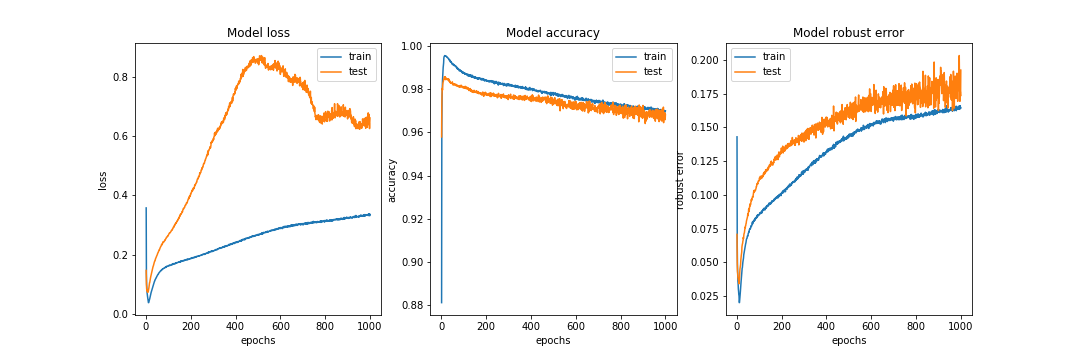 Model loss
train
test
loss
0.8
0.6
0.4
0.2
0.0
0 200 400 600 800 1000
epochs
Model accuracy
train
test
accuracy
1.00
0.98
0.96
0.94
0.92
0.90
0.88
0 200 400 600 800 1000
epochs
Model robust error
train
test
robust error
0.200
0.175
0.150
0.125
0.100
0.075
0.050
0.025
0 200 400 600 800 1000
epochs